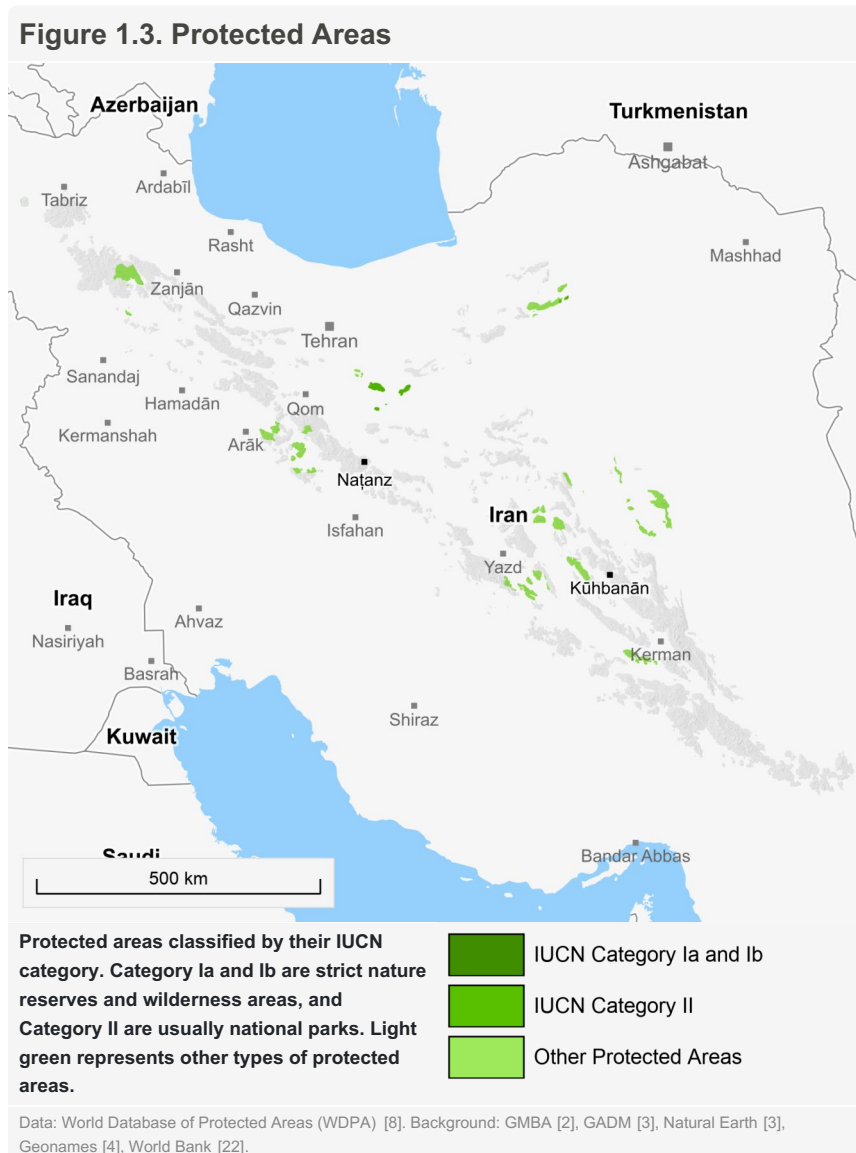 Figure 1.3. Protected Areas
Azerbaijan
Turkmenistan
Ashgabat
Ardabīl
Tabriz
Rasht
Mashhad
Zanjān
Qazvin
Tehran
Sanandaj
Hamadān
Qom
Kermanshah
Arāk
Naţanz
Iran
Isfahan
Yazd
Kūhbanān
Iraq
Ahvaz
Nasiriyah
Kerman
Basrah
Shiraz
Kuwait
Saudi
Bandar Abbas
500 km
Protected areas classified by their IUCN
category. Category Ia and Ib are strict nature
reserves and wilderness areas, and
Category II are usually national parks. Light
green represents other types of protected
areas.
IUCN Category Ia and Ib
IUCN Category II
Other Protected Areas
Data: World Database of Protected Areas (WDPA) [8]. Background: GMBA [2], GADM [3], Natural Earth [3],
Geonames [4], World Bank [22].